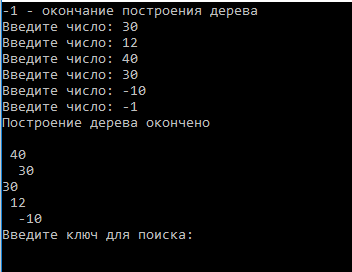 -1 - окончание построения дерева
Введите число: 30
Введите число: 12
Введите число: 40
Введите число: 30
Введите число: -10
Введите число: -1
Построение дерева окончено

 40
  30
30
 12
  -10
Введите ключ для поиска: